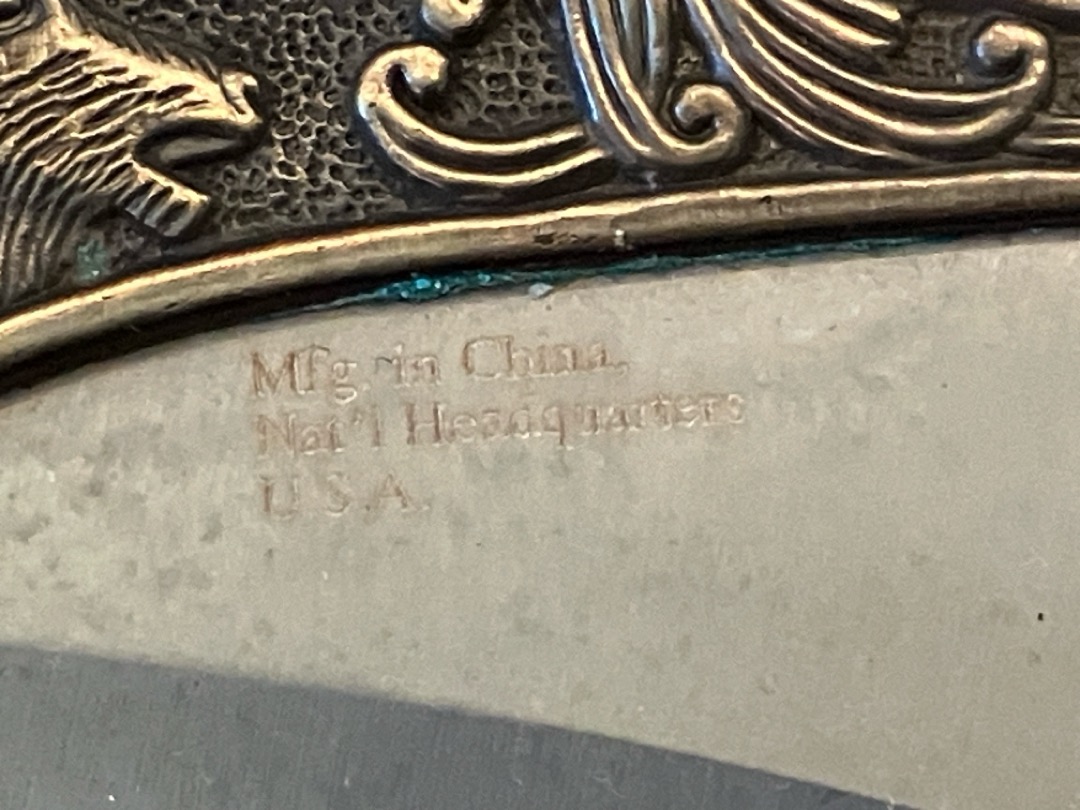 Mfg. in China,
Nat'l Headquarters
U.S.A.